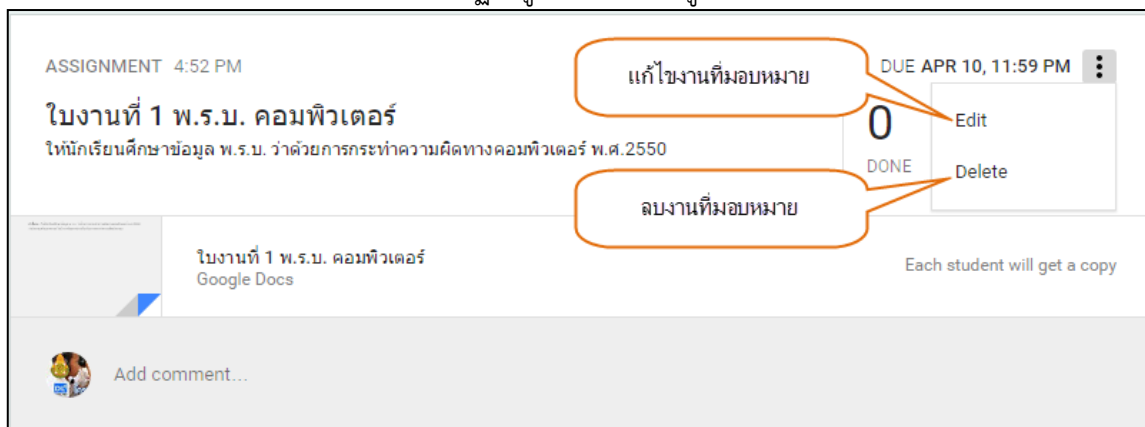 ASSIGNMENT 4:52 PM
แก้ไขงานที่มอบหมาย
DUE APR 10, 11:59 PM
ใบงานที่ 1 พ.ร.บ. คอมพิวเตอร์
ให้นักเรียนศึกษาข้อมูล พ.ร.บ. ว่าด้วยการกระทำความผิดทางคอมพิวเตอร์ พ.ศ.2550
0
DONE
Edit
Delete
ลบงานที่มอบหมาย
ใบงานที่ 1 พ.ร.บ. คอมพิวเตอร์
Google Docs
Each student will get a copy
Add comment...